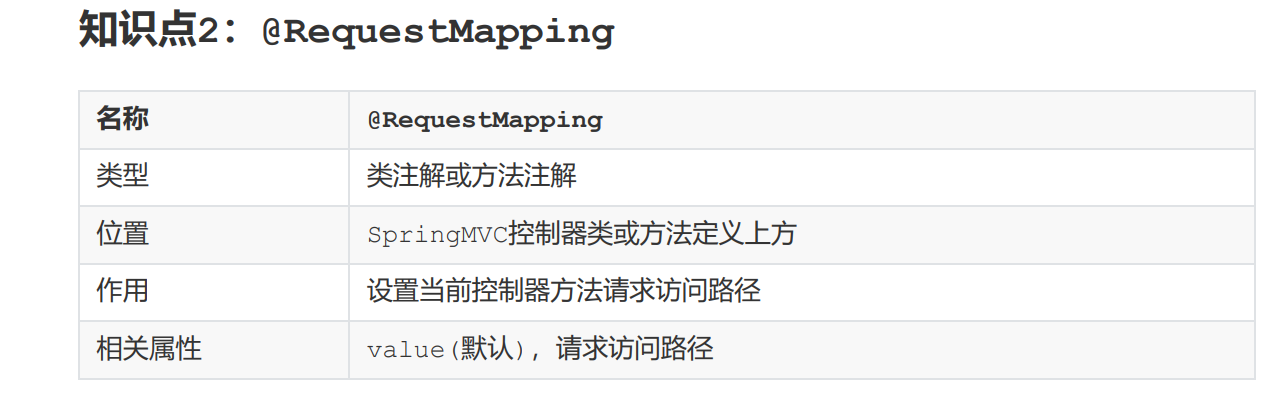 知识点2：@RequestMapping
名称 @RequestMapping
类型 类注解或方法注解
位置 SpringMVC控制器类或方法定义上方
作用 设置当前控制器方法请求访问路径
相关属性 value(默认)，请求访问路径